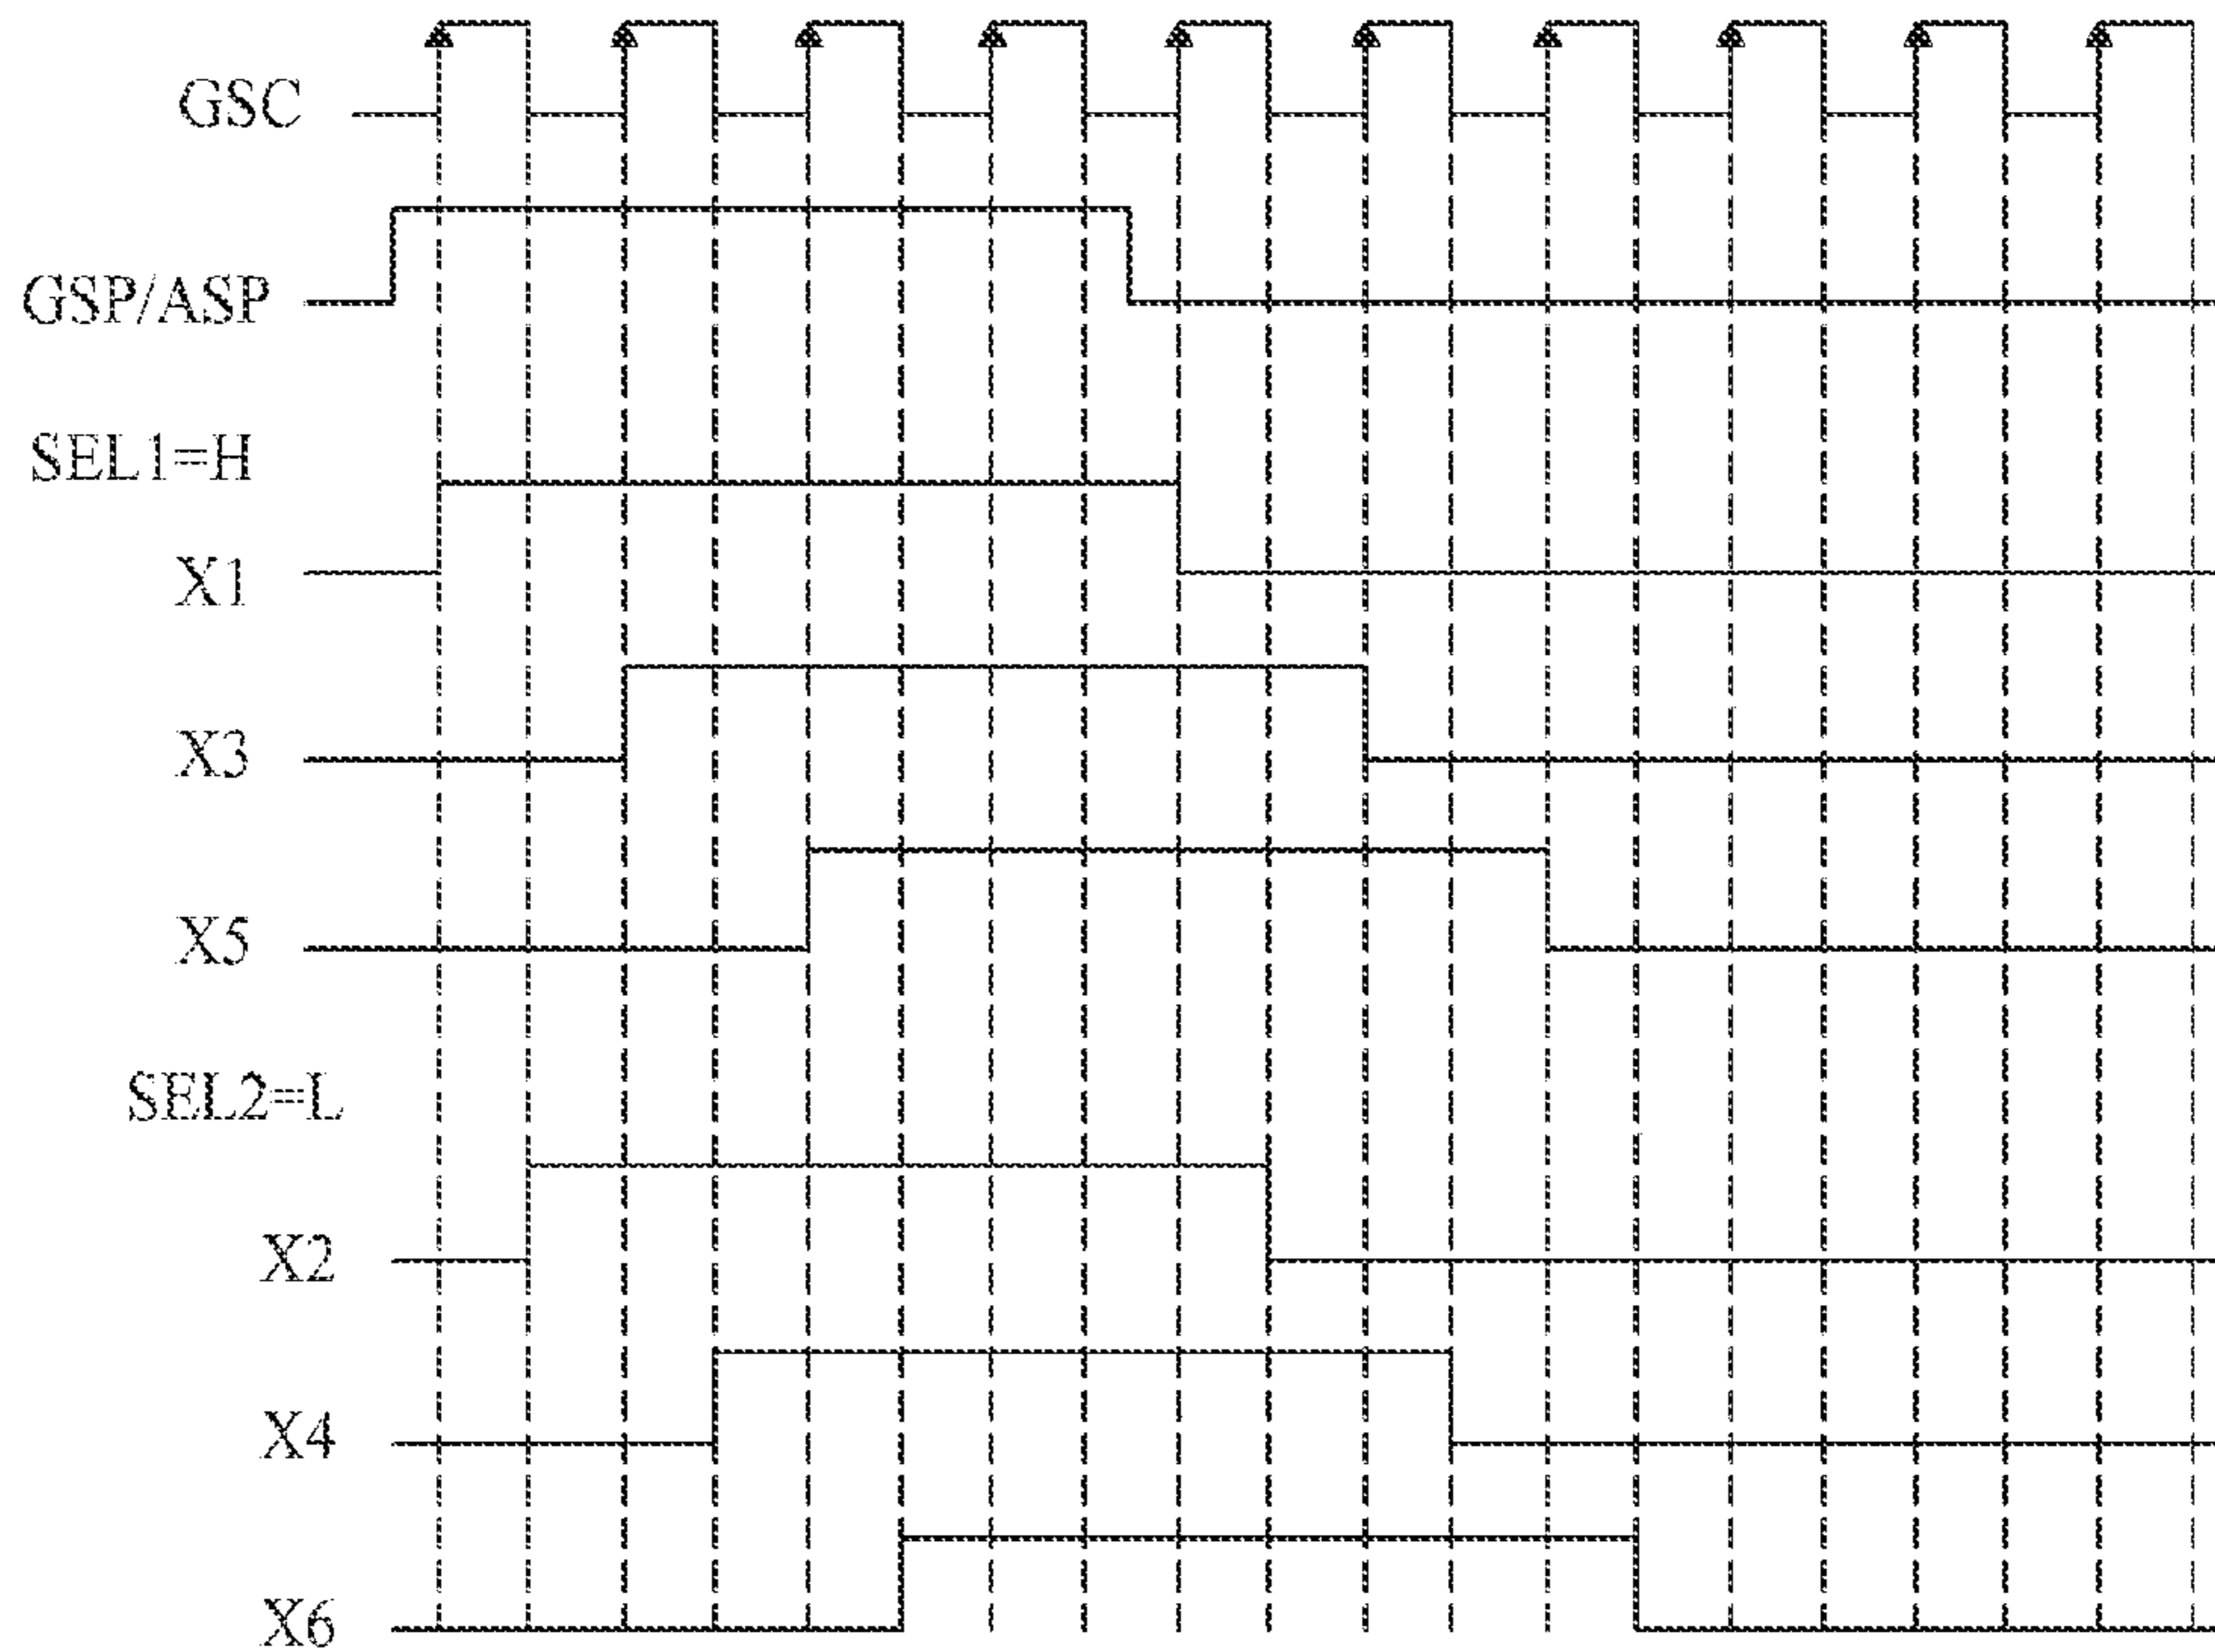 GSC
GSP/ASP
SEL1=H
X1
X3
X5
SEL2=L
X2
X4
X6